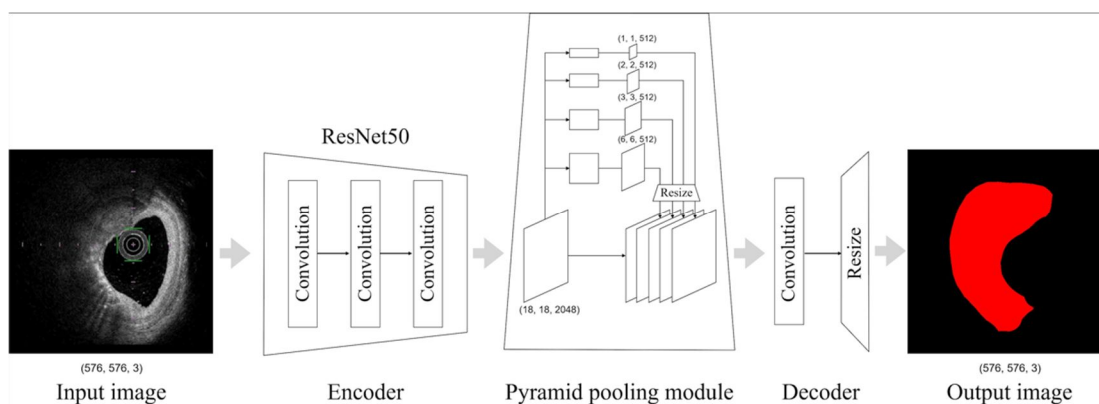 (1, 1, 512)
(2, 2, 512)
(3, 3, 512)
(6, 6, 512)
ResNet50
Resize
Convolution
Convolution
Convolution
Convolution
Resize
(18, 18, 2048)
(576, 576, 3)
(576, 576, 3)
Input image
Encoder
Pyramid pooling module
Decoder
Output image